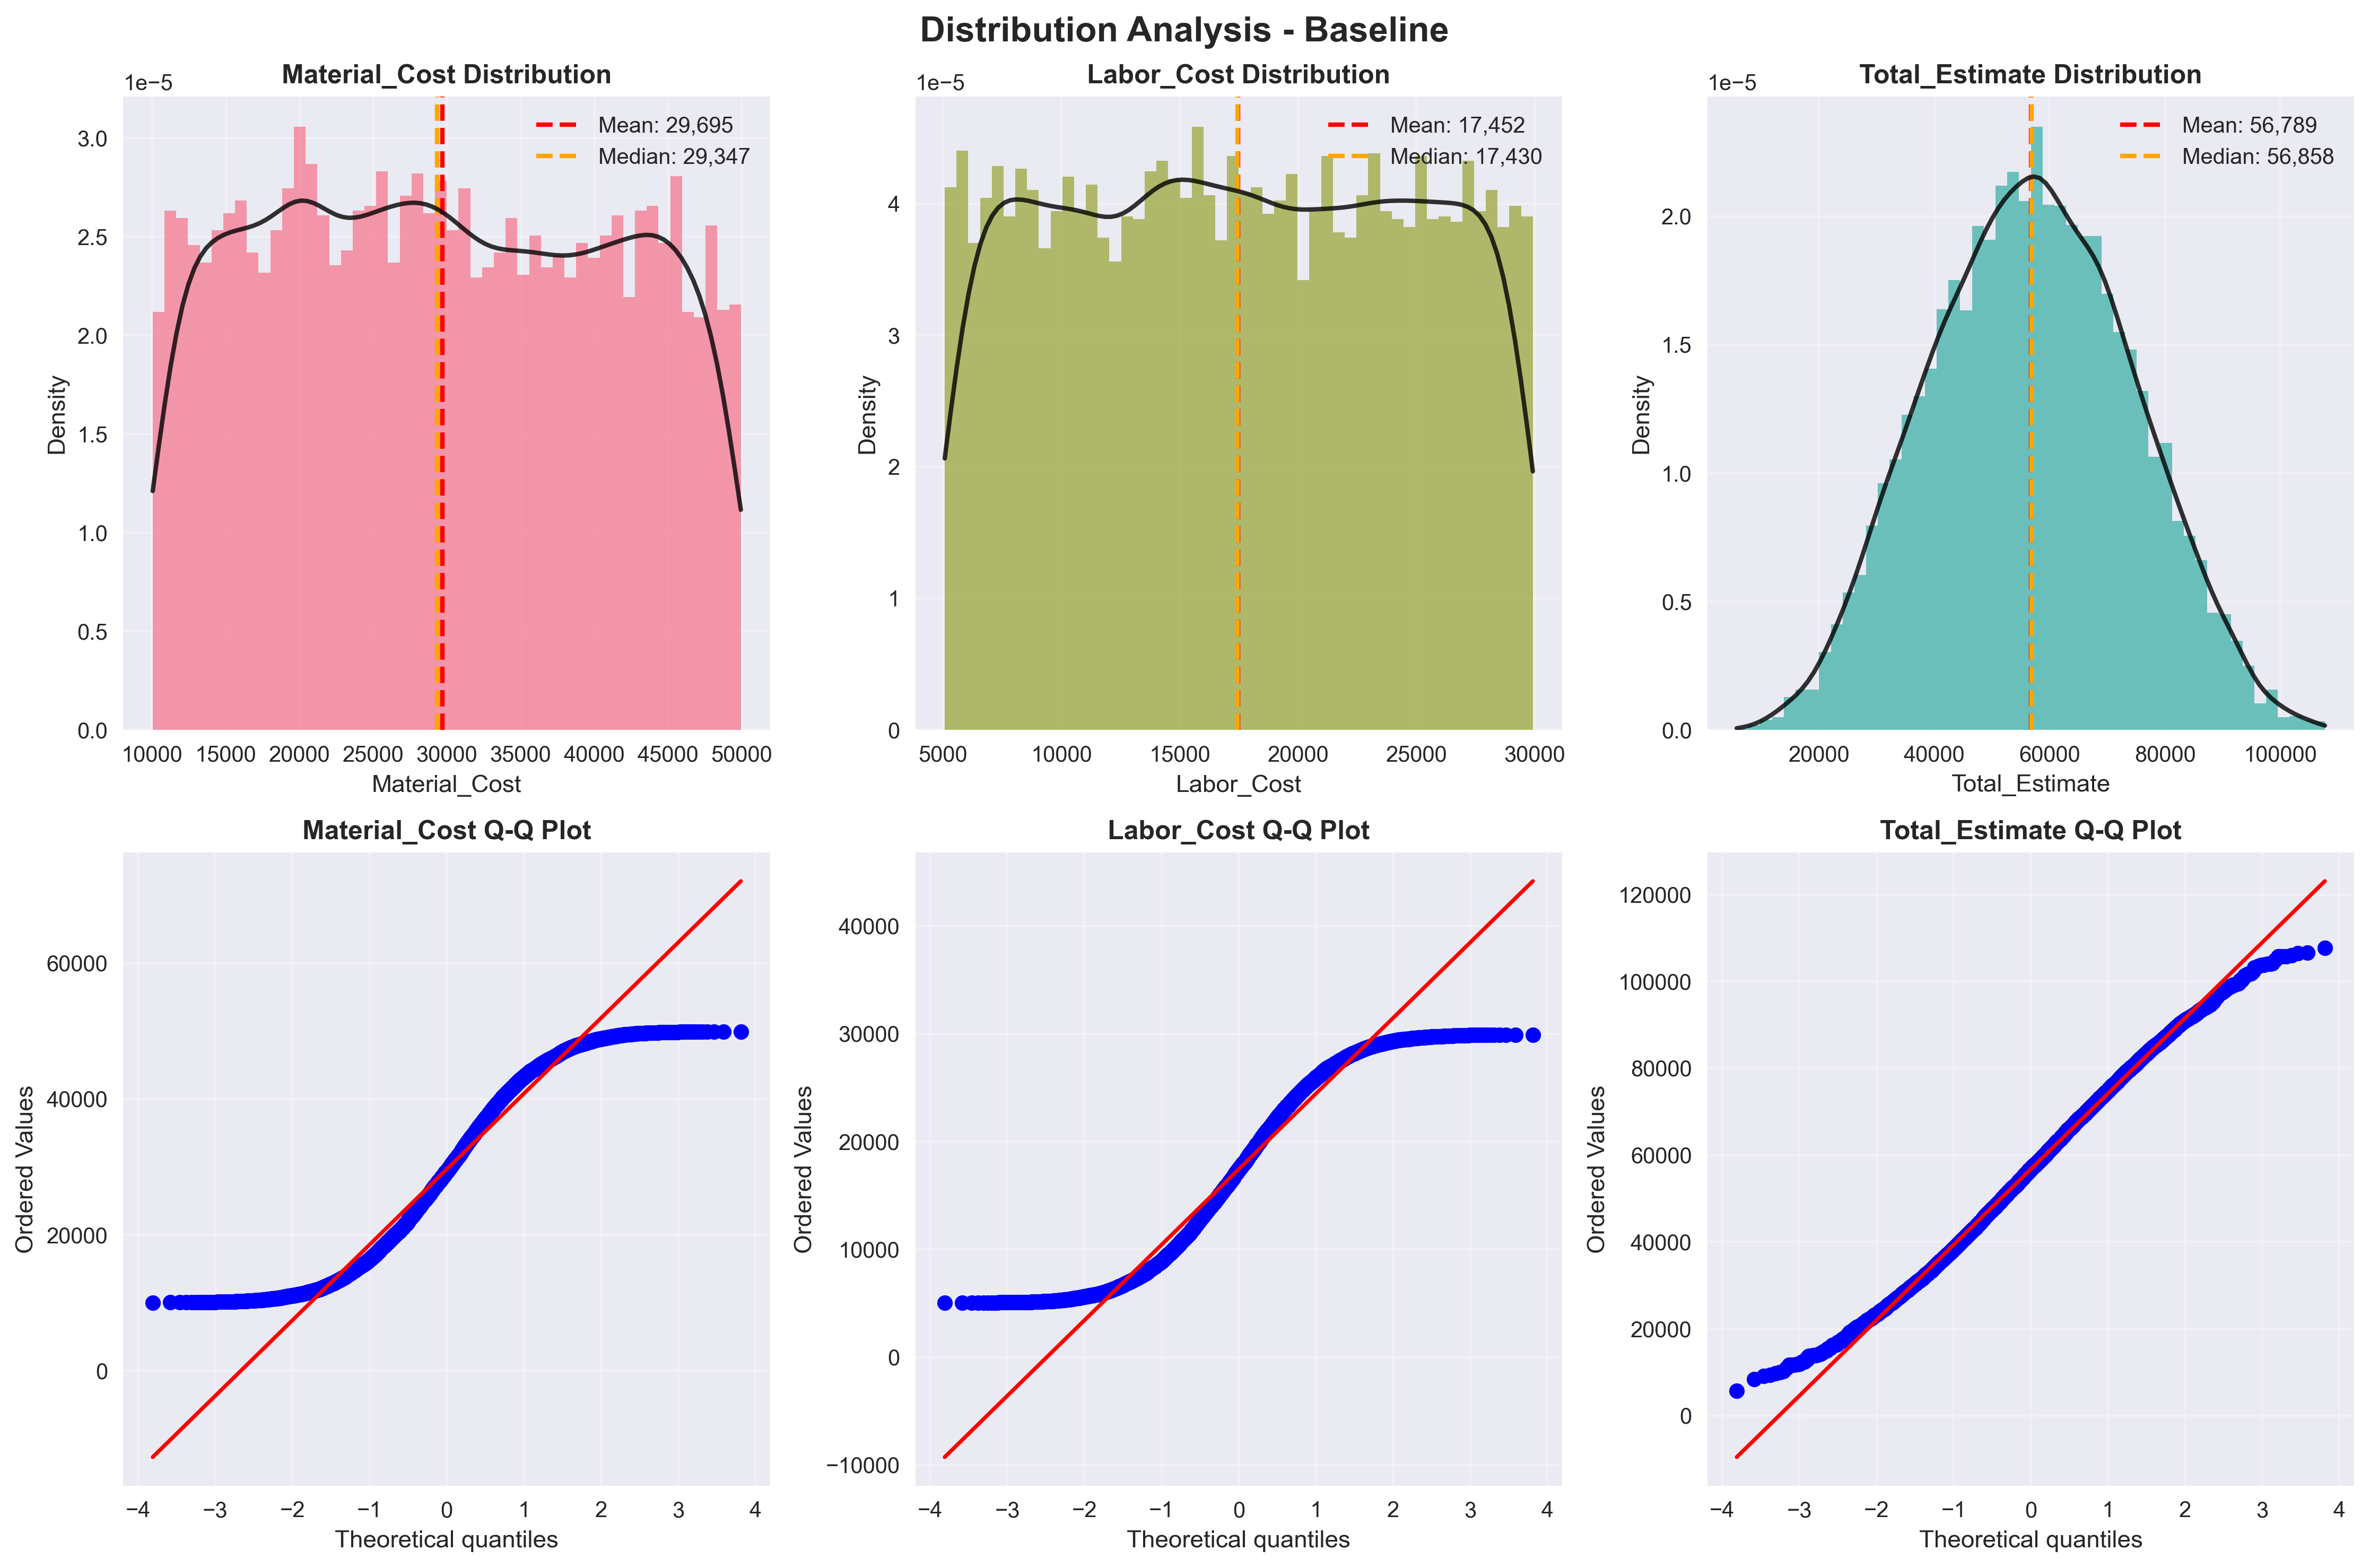 Distribution Analysis - Baseline
Material_Cost Distribution
1e−5
Mean: 29,695
Median: 29,347
3.0
2.5
2.0
1.5
1.0
0.5
0.0
Density
10000 15000 20000 25000 30000 35000 40000 45000 50000
Material_Cost
Labor_Cost Distribution
1e−5
Mean: 17,452
Median: 17,430
4
3
2
1
0
Density
5000 10000 15000 20000 25000 30000
Labor_Cost
Total_Estimate Distribution
1e−5
Mean: 56,789
Median: 56,858
2.0
1.5
1.0
0.5
0.0
Density
20000 40000 60000 80000 100000
Total_Estimate
Material_Cost Q-Q Plot
60000
40000
20000
0
Ordered Values
−4 −3 −2 −1 0 1 2 3 4
Theoretical quantiles
Labor_Cost Q-Q Plot
40000
30000
20000
10000
0
−10000
Ordered Values
−4 −3 −2 −1 0 1 2 3 4
Theoretical quantiles
Total_Estimate Q-Q Plot
120000
100000
80000
60000
40000
20000
0
Ordered Values
−4 −3 −2 −1 0 1 2 3 4
Theoretical quantiles